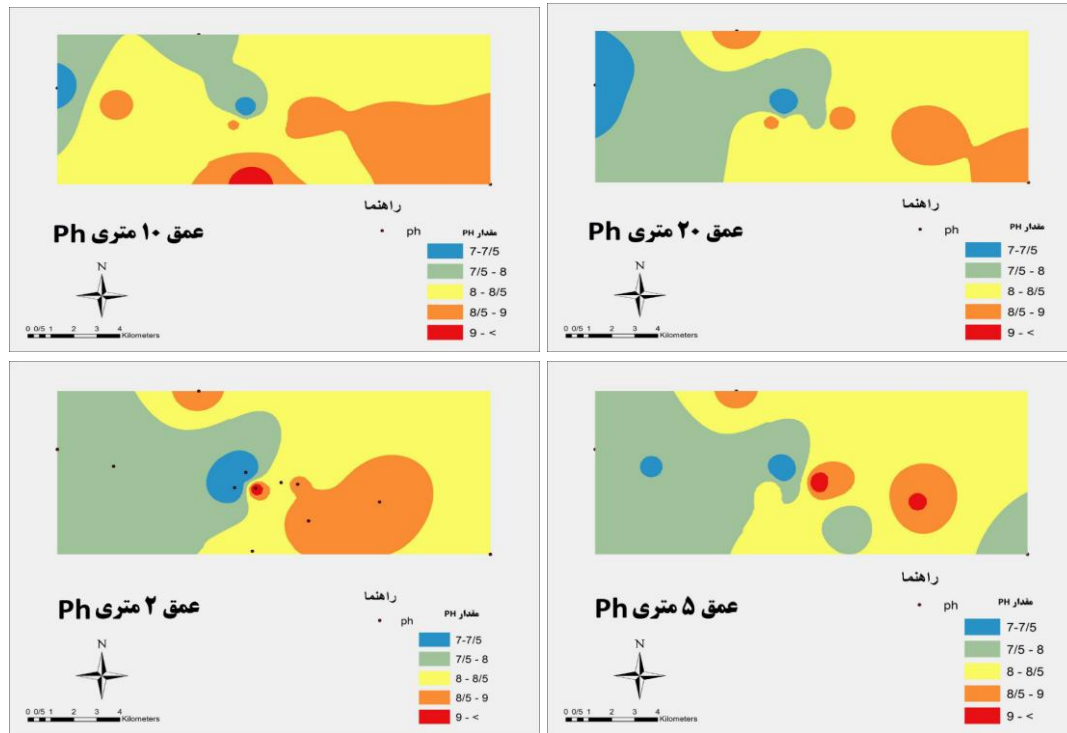 راهنما
Ph عمق ۱۰ متری
ph
مقدار PH
7-7/5
7/5 - 8
8 - 8/5
8/5 - 9
9 - <
N
0 0/5 1 2 3 4
Kilometers
راهنما
Ph عمق ۲۰ متری
ph
مقدار PH
7-7/5
7/5 - 8
8 - 8/5
8/5 - 9
9 - <
N
0 0/5 1 2 3 4
Kilometers
راهنما
Ph عمق ۲ متری
ph
مقدار PH
7-7/5
7/5 - 8
8 - 8/5
8/5 - 9
9 - <
N
0 0/5 1 2 3 4
Kilometers
راهنما
Ph عمق ۵ متری
ph
مقدار PH
7-7/5
7/5 - 8
8 - 8/5
8/5 - 9
9 - <
N
0 0/5 1 2 3 4
Kilometers